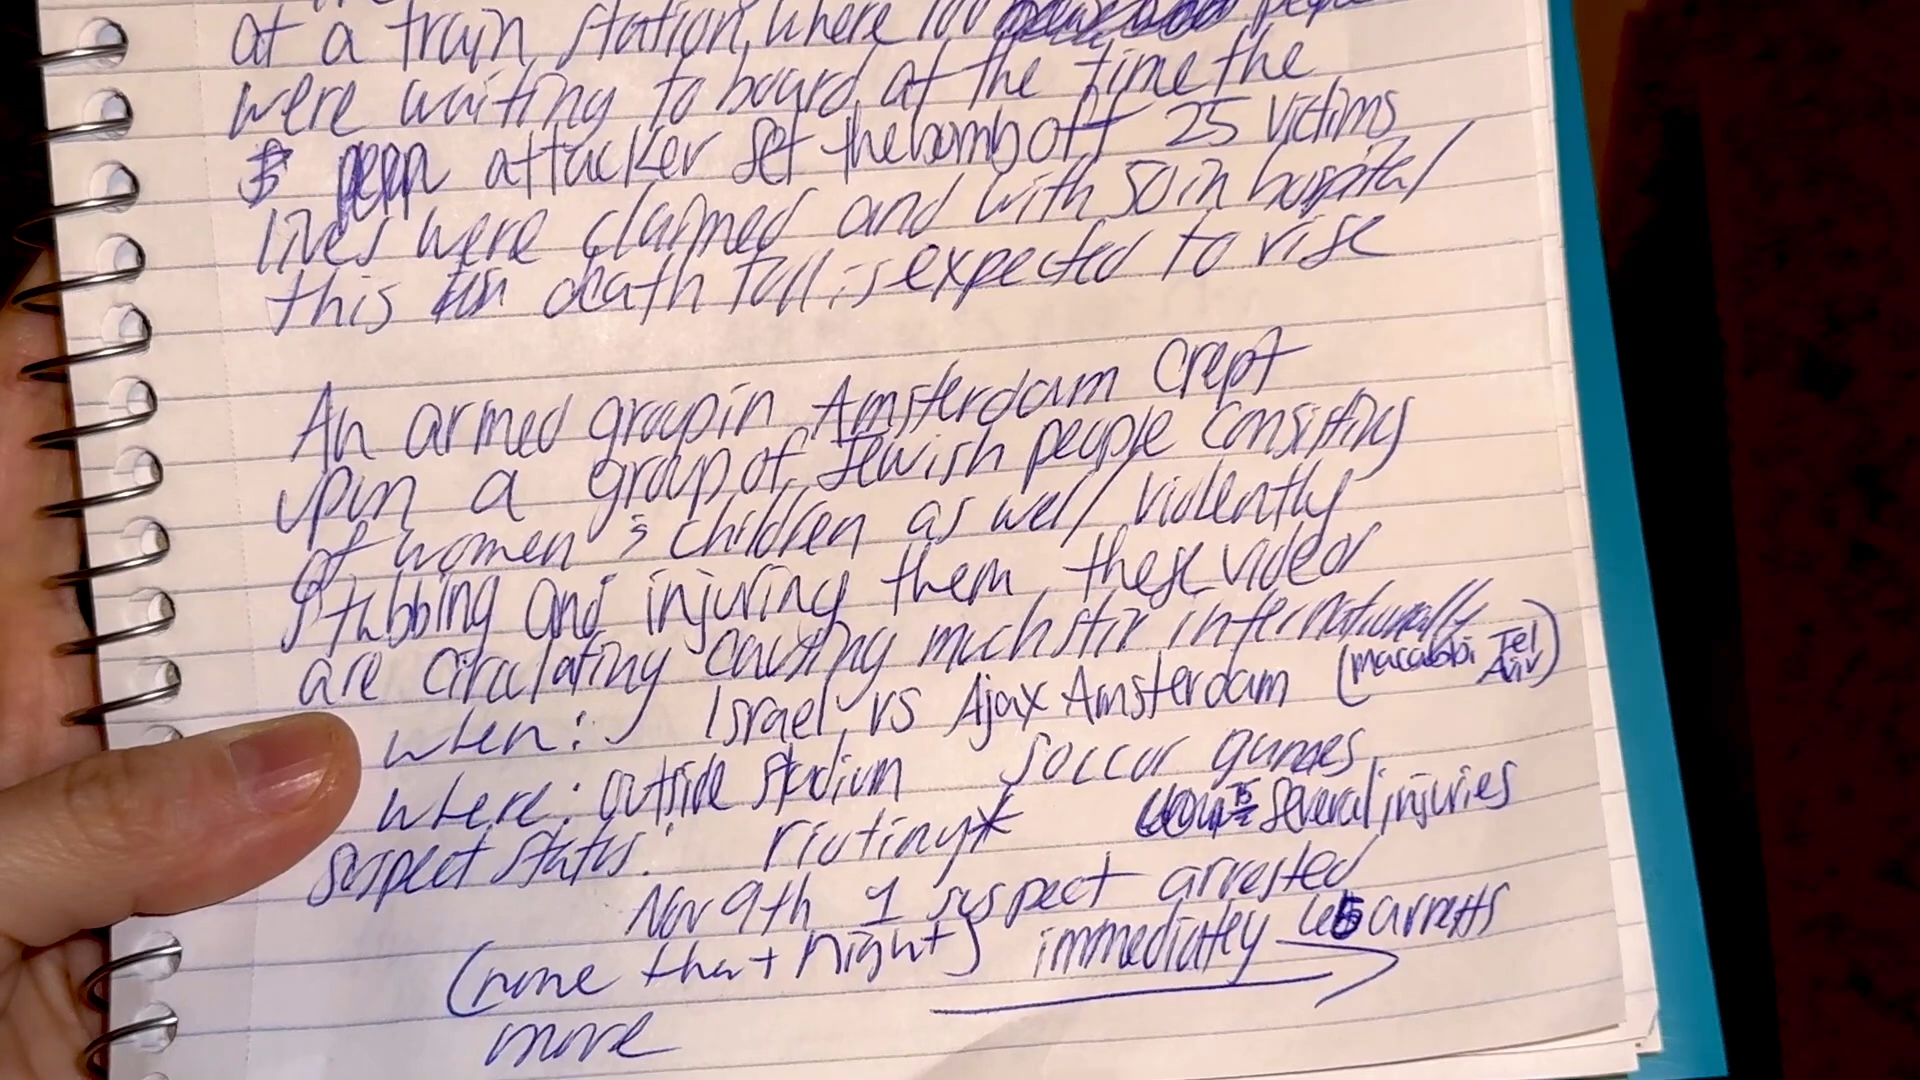 at a train station, where 100 people
were waiting to board at the time the
attacker set the bomb off 25 victims
lives were claimed and with 50 in hospital
this death toll is expected to rise
An armed group in Amsterdam crept
upon a group of Jewish people consisting
of women & children as well violently
stabbing and injuring them these videos
are circulating causing much stir internationally
when: Israel vs Ajax Amsterdam (maccabbi Tel Aviv)
where: outside stadium soccer games
suspect status: rioting* several injuries
Nov 9th 1 suspect arrested
(none that night) immediatley arrests
more